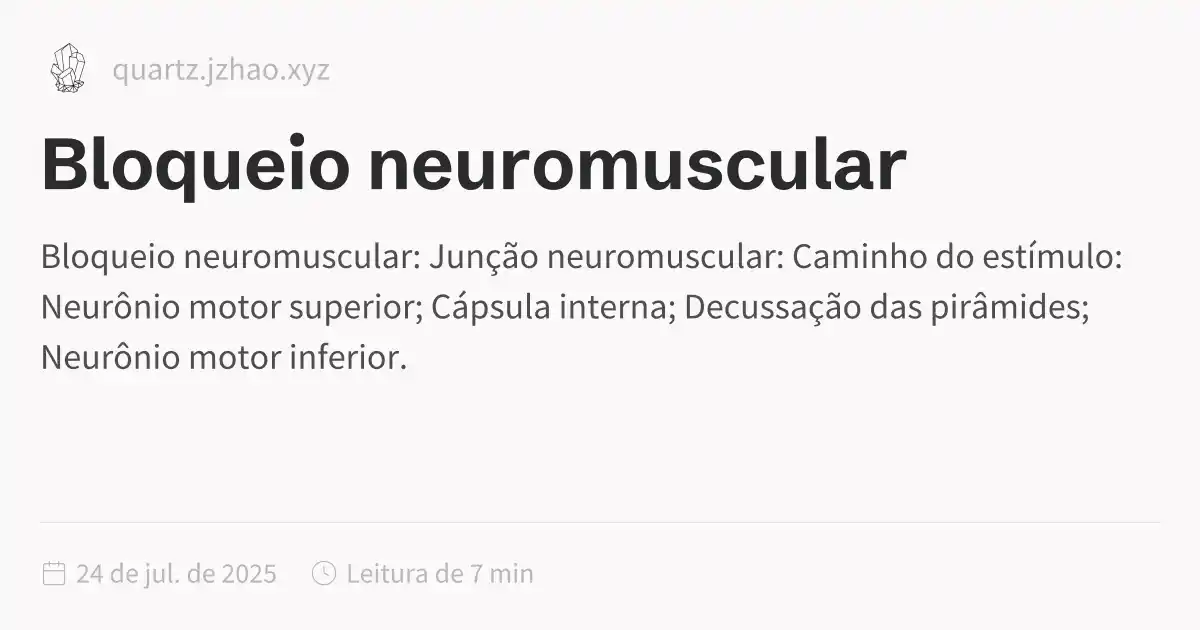 quartz.jzhao.xyz
Bloqueio neuromuscular
Bloqueio neuromuscular: Junção neuromuscular: Caminho do estímulo:
Neurônio motor superior; Cápsula interna; Decussação das pirâmides;
Neurônio motor inferior.
24 de jul. de 2025 Leitura de 7 min